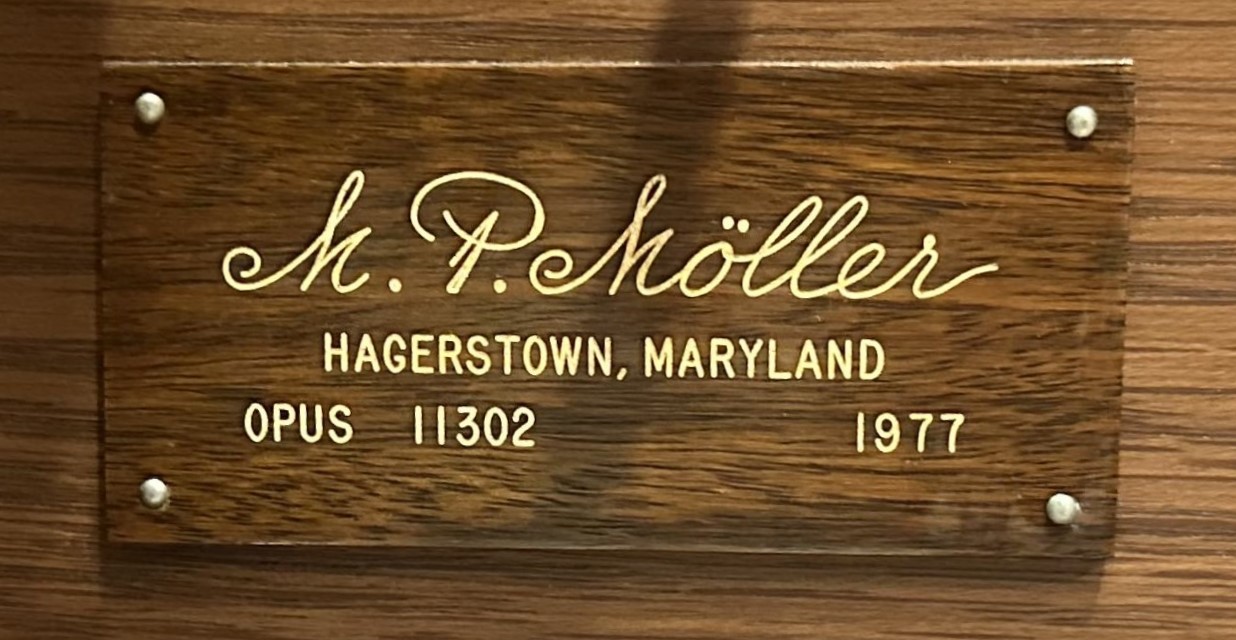 M. P. Möller
HAGERSTOWN, MARYLAND
OPUS 11302 1977